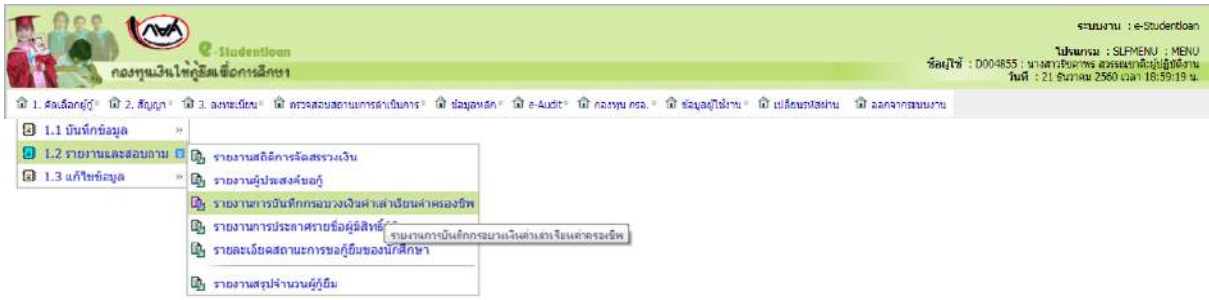 กยศ
e-Studentloan
กองทุนเงินให้กู้ยืมเพื่อการศึกษา
ระบบงาน : e-Studentloan
โปรแกรม : SLFMENU : MENU
ชื่อผู้ใช้ : D004855 : นางสาวรับดาพร สุวรรณชาติ(ผู้ปฏิบัติงาน
วันที่ : 21 ธันวาคม 2560 เวลา 18:59:19 น.
1. คัดเลือกผู้กู้ 2. สัญญา 3. ลงทะเบียน ตรวจสอบสถานะการดำเนินการ ข้อมูลหลัก e-Audit กองทุน กรอ. ข้อมูลผู้ใช้งาน เปลี่ยนรหัสผ่าน ออกจากระบบงาน
1.1 บันทึกข้อมูล »
1.2 รายงานและสอบถาม
1.3 แก้ไขข้อมูล »
รายงานสถิติการจัดสรรวงเงิน
รายงานผู้ประสงค์ขอกู้
รายงานการบันทึกกรอบวงเงินค่าเล่าเรียนค่าครองชีพ
รายงานการประกาศรายชื่อผู้มีสิทธิ์
รายงานการบันทึกกรอบวงเงินค่าเล่าเรียนค่าครองชีพ
รายละเอียดสถานะการขอกู้ยืมของนักศึกษา
รายงานสรุปจำนวนผู้กู้ยืม